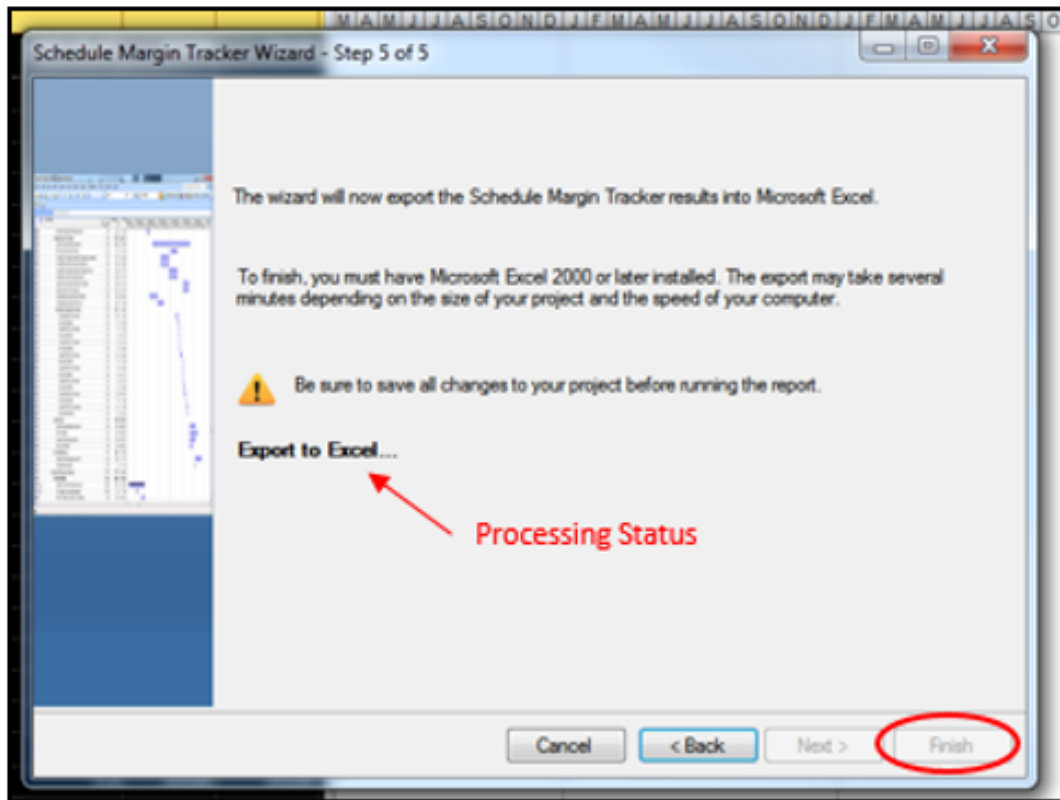 M A M J J A S O N D J F M A M J J A S O N D J F M A M J J A S O
Schedule Margin Tracker Wizard - Step 5 of 5
The wizard will now export the Schedule Margin Tracker results into Microsoft Excel.
To finish, you must have Microsoft Excel 2000 or later installed. The export may take several
minutes depending on the size of your project and the speed of your computer.
Be sure to save all changes to your project before running the report.
Export to Excel...
Processing Status
Cancel
< Back
Next >
Finish